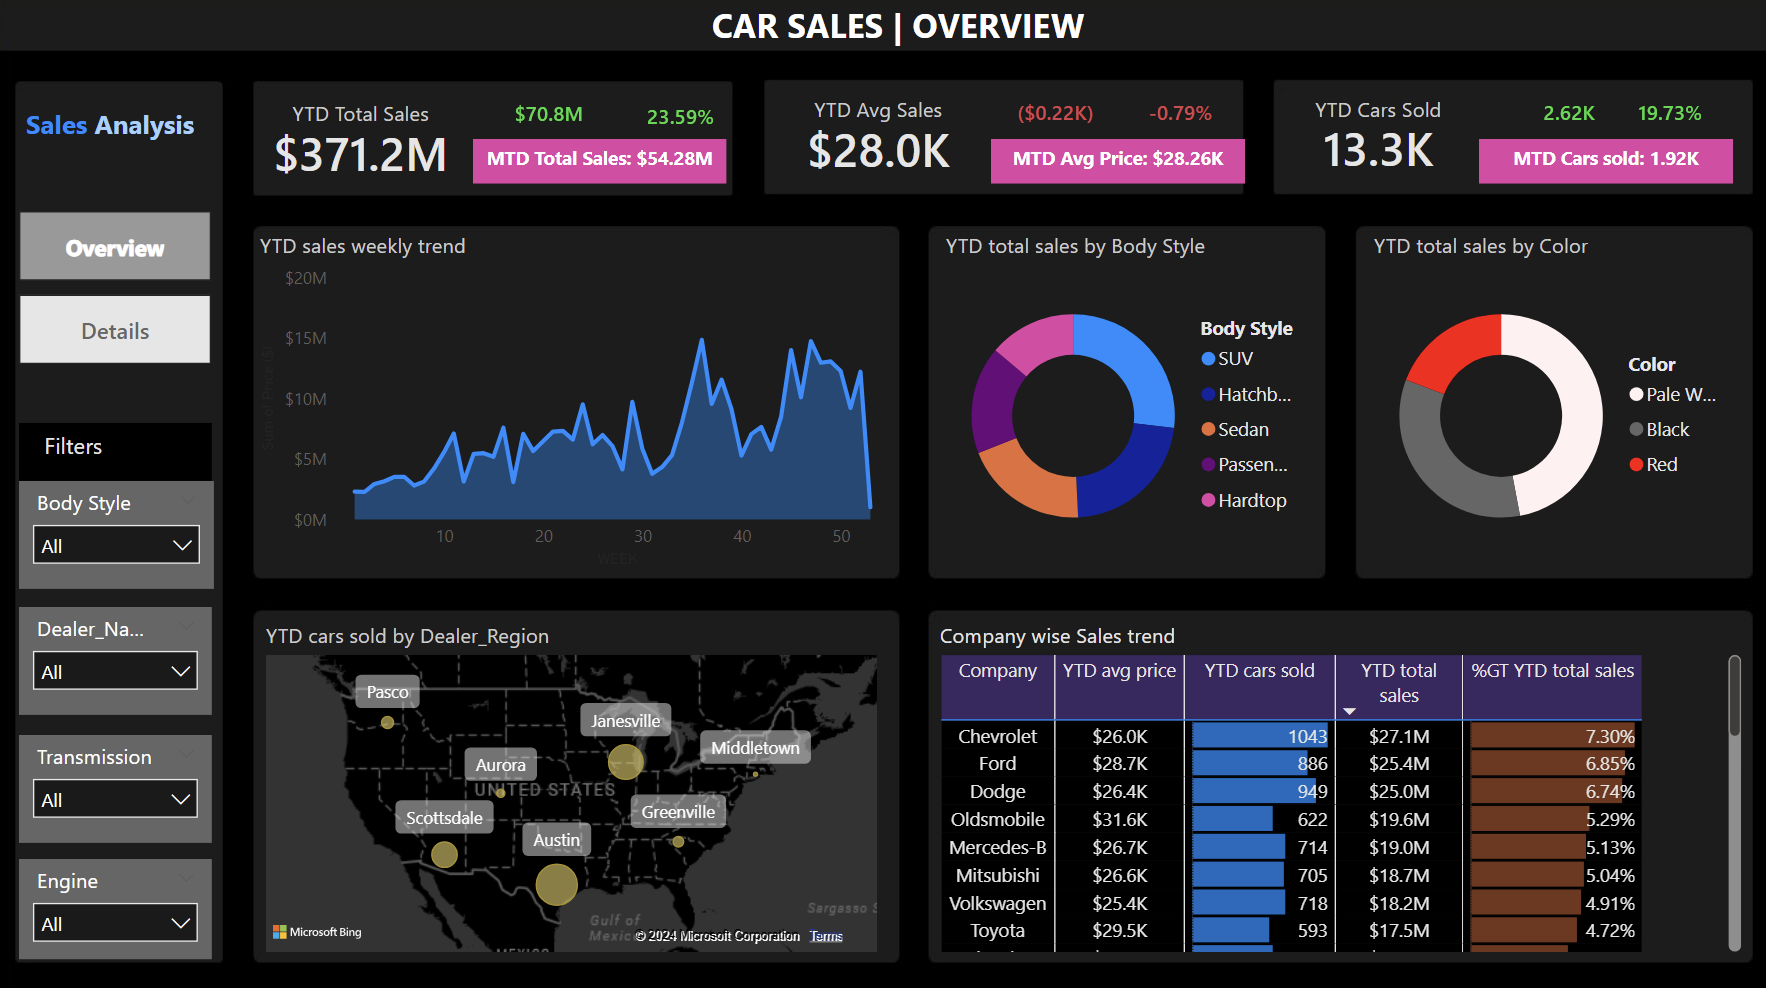 CAR SALES | OVERVIEW
Sales Analysis
Overview
Details
Filters
Body Style
All
Dealer_Na...
All
Transmission
All
Engine
All
YTD Total Sales
$371.2M
$70.8M
23.59%
MTD Total Sales: $54.28M
YTD Avg Sales
$28.0K
($0.22K)
-0.79%
MTD Avg Price: $28.26K
YTD Cars Sold
13.3K
2.62K
19.73%
MTD Cars sold: 1.92K
YTD sales weekly trend
Sum of Price ($)
$20M
$15M
$10M
$5M
$0M
10 20 30 40 50
WEEK
YTD total sales by Body Style
Body Style
SUV
Hatchb...
Sedan
Passen...
Hardtop
YTD total sales by Color
Color
Pale W...
Black
Red
YTD cars sold by Dealer_Region
Pasco
Janesville
Middletown
Aurora
UNITED STATES
Scottsdale
Greenville
Austin
Sargasso S
Gulf of
Mexic
MEXICO
Microsoft Bing
© 2024 Microsoft Corporation Terms
Company wise Sales trend
Company YTD avg price YTD cars sold YTD total sales %GT YTD total sales
Chevrolet $26.0K 1043 $27.1M 7.30%
Ford $28.7K 886 $25.4M 6.85%
Dodge $26.4K 949 $25.0M 6.74%
Oldsmobile $31.6K 622 $19.6M 5.29%
Mercedes-B $26.7K 714 $19.0M 5.13%
Mitsubishi $26.6K 705 $18.7M 5.04%
Volkswagen $25.4K 718 $18.2M 4.91%
Toyota $29.5K 593 $17.5M 4.72%